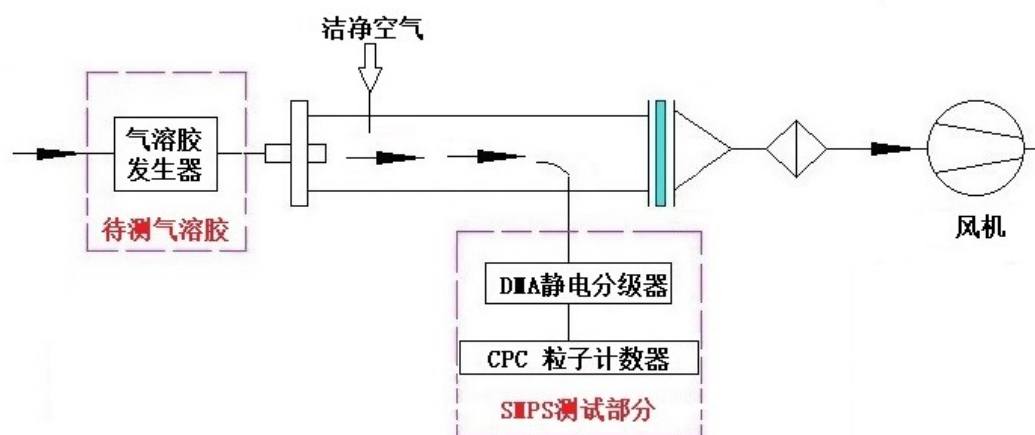 洁净空气
气溶胶
发生器
待测气溶胶
风机
DMA静电分级器
CPC 粒子计数器
SMPS测试部分